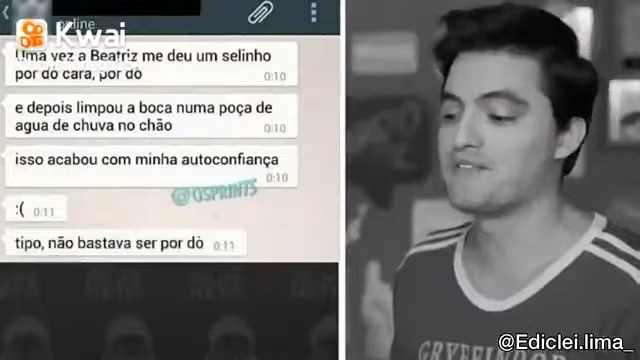 online
Kwai
Uma vez a Beatriz me deu um selinho
por dó cara, por dó
0:10
e depois limpou a boca numa poça de
água de chuva no chão
0:10
isso acabou com minha autoconfiança
0:10
@QSPRINTS
:( 0:11
tipo, não bastava ser por dó 0:11
@Ediclei.lima_